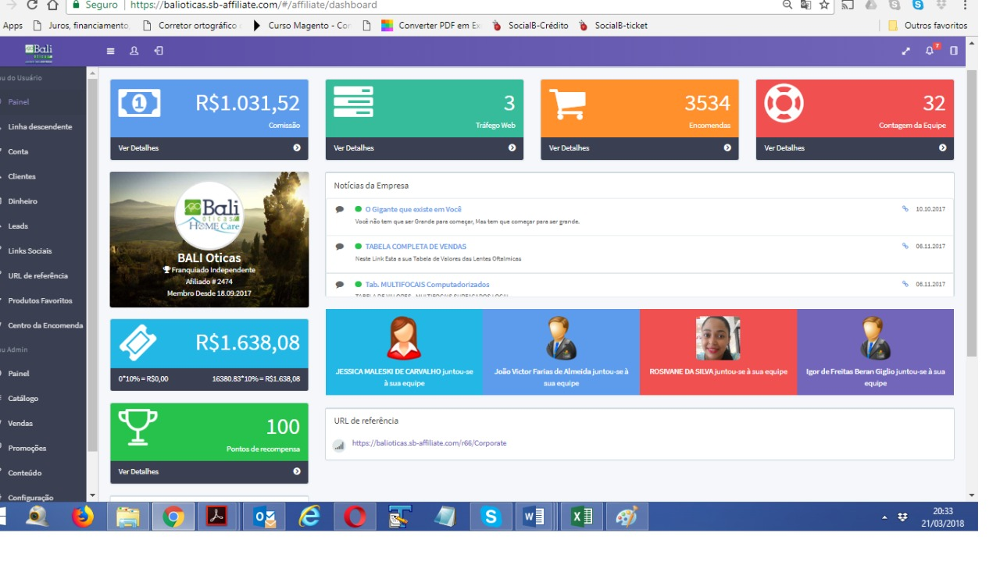 Seguro | https://balioticas.sb-affiliate.com/#/affiliate/dashboard
Apps Juros, financiamento, Corretor ortográfico Curso Magento - Con Converter PDF em Ex SocialB-Crédito SocialB-ticket Outros favoritos
Bali
7
Painel
Linha descendente
Conta
Clientes
Dinheiro
Leads
Links Sociais
URL de referência
Produtos Favoritos
Centro da Encomenda
Painel
Catálogo
Vendas
Promoções
Conteúdo
Configuração
R$1.031,52
Comissão
Ver Detalhes
3
Tráfego Web
Ver Detalhes
3534
Encomendas
Ver Detalhes
32
Contagem da Equipe
Ver Detalhes
Bali
oticas
HOME Care
BALI Oticas
Franquiado Independente
Afiliado # 2474
Membro Desde 18.09.2017
Notícias da Empresa
O Gigante que existe em Você 10.10.2017
Você não tem que ser Grande para começar, Mas tem que começar para ser grande.
TABELA COMPLETA DE VENDAS 06.11.2017
Neste Link Esta a sue Tabela de Valores das Lentes Oftalmicas
Tab. MULTIFOCAIS Computadorizados 06.11.2017
R$1.638,08
0*10% = R$0,00 16380.83*10% = R$1.638,08
JESSICA MALESKI DE CARVALHO juntou-se
à sua equipe
João Victor Farias de Almeida juntou-se à
sua equipe
ROSIVANE DA SILVA juntou-se à sua equipe
Igor de Freitas Beran Giglio juntou-se à sua
equipe
100
Pontos de recompensa
Ver Detalhes
URL de referência
https://balioticas.sb-affiliate.com/r66/Corporate
20:33
21/03/2018